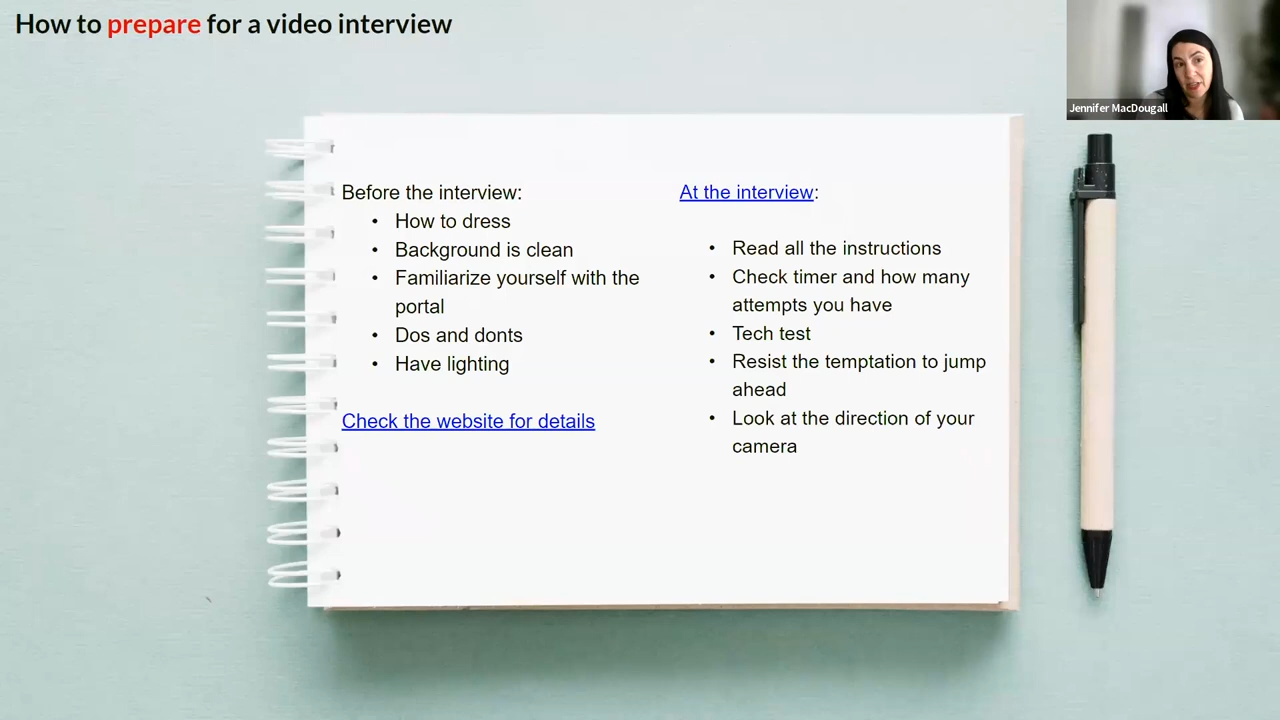 How to prepare for a video interview
Jennifer MacDougall
Before the interview:
• How to dress
• Background is clean
• Familiarize yourself with the
portal
• Dos and donts
• Have lighting
Check the website for details
At the interview:
• Read all the instructions
• Check timer and how many
attempts you have
• Tech test
• Resist the temptation to jump
ahead
• Look at the direction of your
camera